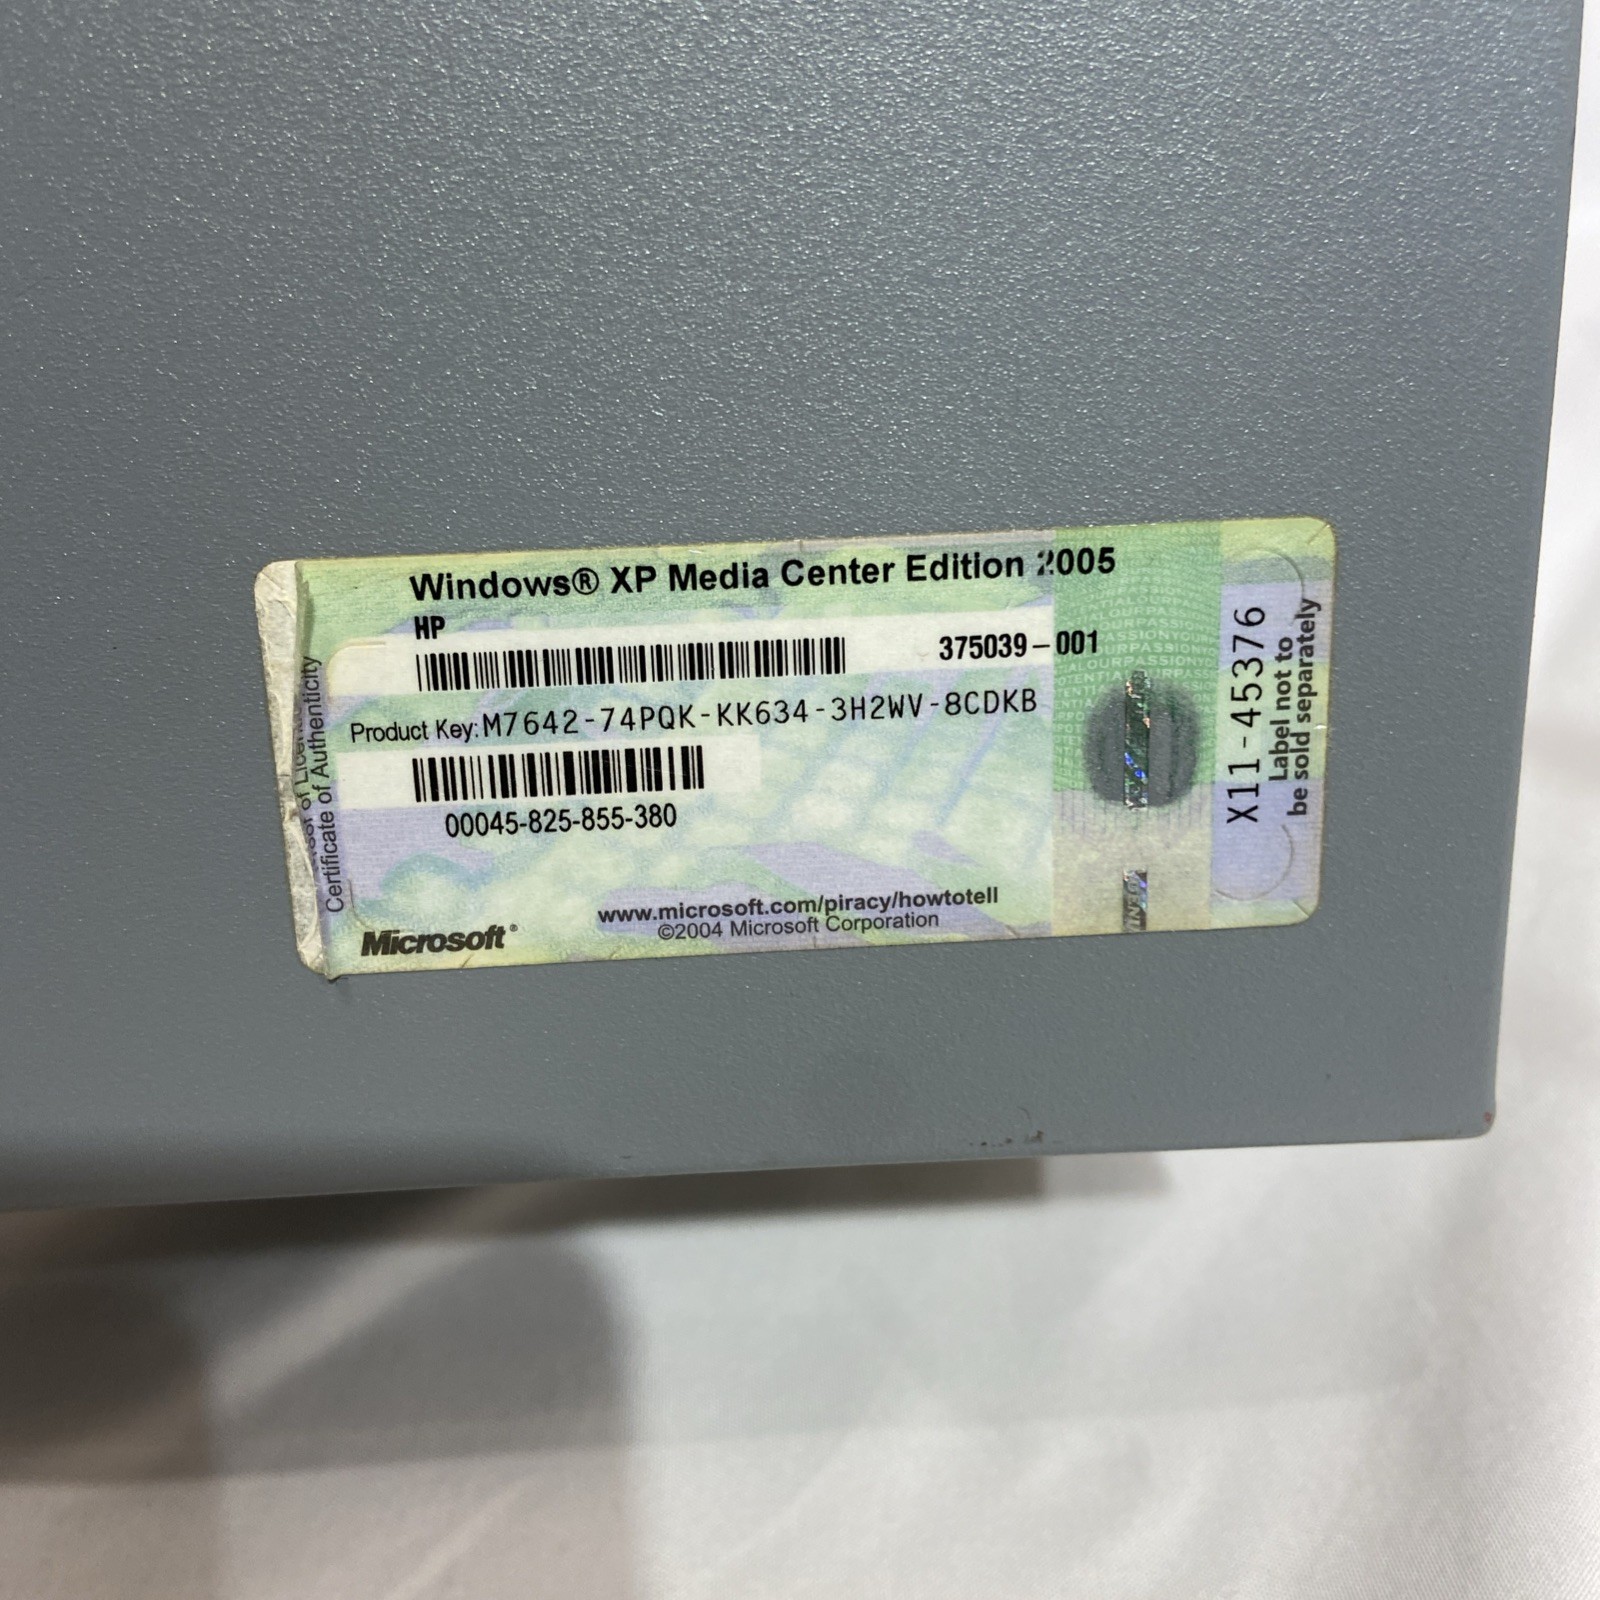 Windows® XP Media Center Edition 2005
HP
375039-001
Product Key: M7642-74PQK-KK634-3H2WV-8CDKB
00045-825-855-380
www.microsoft.com/piracy/howtotell
©2004 Microsoft Corporation
Microsoft®
Certificate of Authenticity
X11-45376
Label not to
be sold separately